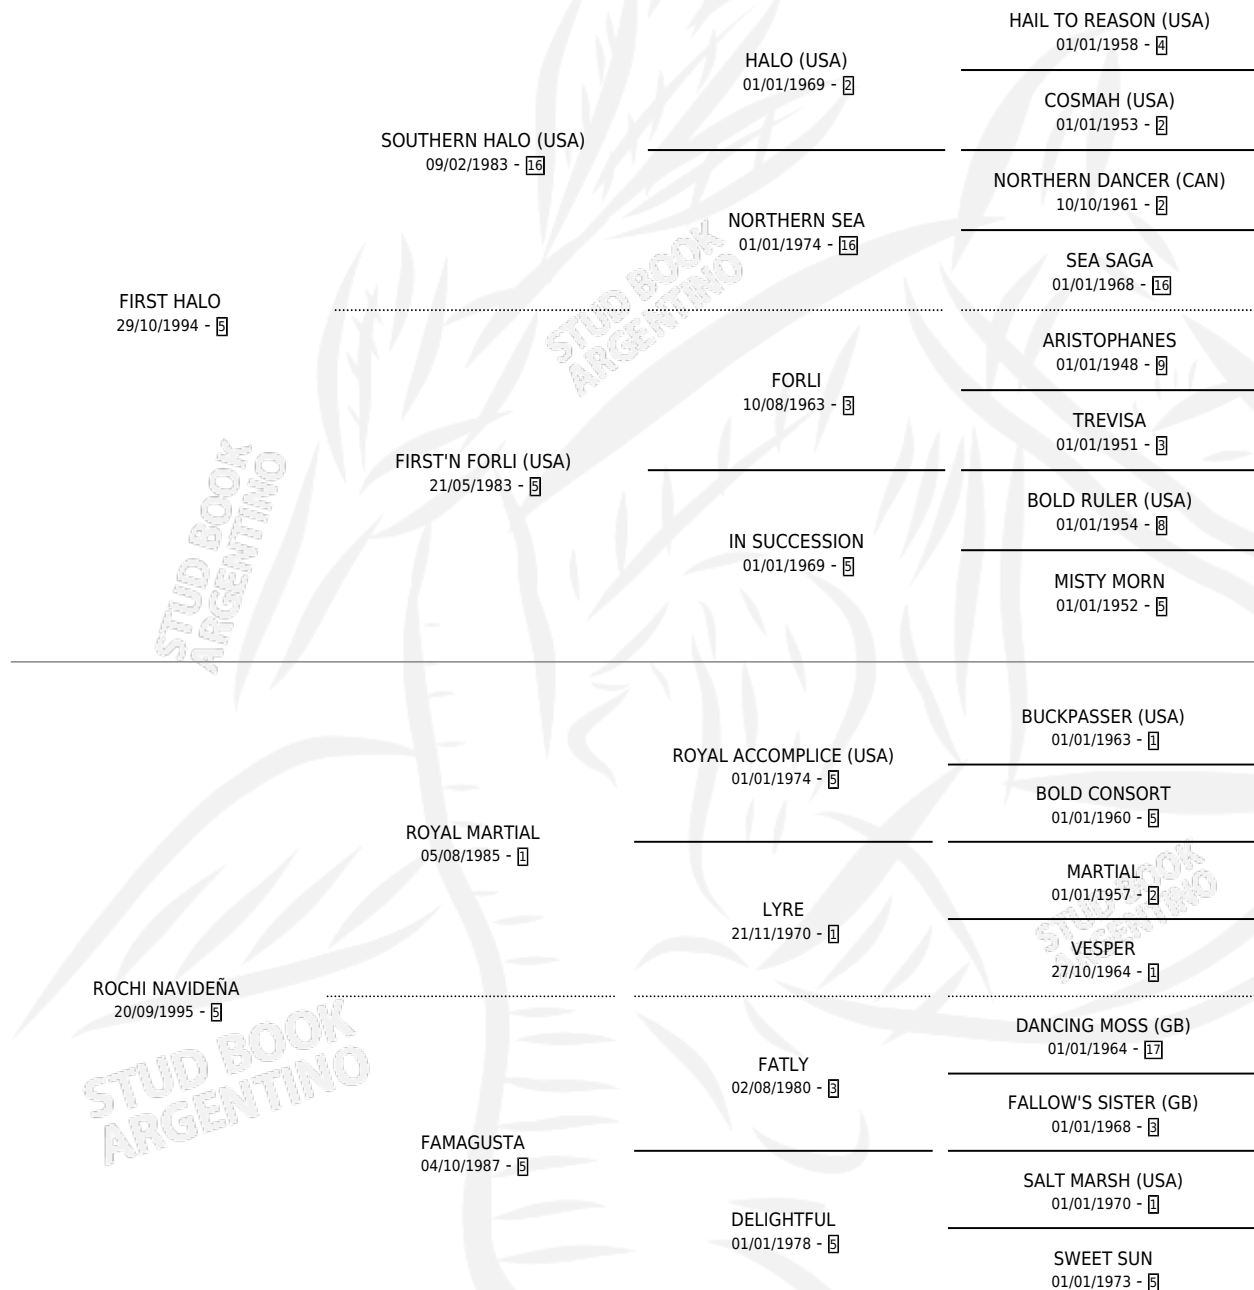 HAIL TO REASON (USA)
01/01/1958 - 4
HALO (USA)
01/01/1969 - 2
COSMAH (USA)
01/01/1953 - 2
SOUTHERN HALO (USA)
09/02/1983 - 16
NORTHERN DANCER (CAN)
10/10/1961 - 2
NORTHERN SEA
01/01/1974 - 16
SEA SAGA
01/01/1968 - 16
FIRST HALO
29/10/1994 - 5
ARISTOPHANES
01/01/1948 - 9
FORLI
10/08/1963 - 3
TREVISA
01/01/1951 - 3
FIRST'N FORLI (USA)
21/05/1983 - 5
BOLD RULER (USA)
01/01/1954 - 8
IN SUCCESSION
01/01/1969 - 5
MISTY MORN
01/01/1952 - 5
BUCKPASSER (USA)
01/01/1963 - 1
ROYAL ACCOMPLICE (USA)
01/01/1974 - 5
BOLD CONSORT
01/01/1960 - 5
ROYAL MARTIAL
05/08/1985 - 1
MARTIAL
01/01/1957 - 2
LYRE
21/11/1970 - 1
VESPER
27/10/1964 - 1
ROCHI NAVIDEÑA
20/09/1995 - 5
DANCING MOSS (GB)
01/01/1964 - 17
FATLY
02/08/1980 - 3
FALLOW'S SISTER (GB)
01/01/1968 - 3
FAMAGUSTA
04/10/1987 - 5
SALT MARSH (USA)
01/01/1970 - 1
DELIGHTFUL
01/01/1978 - 5
SWEET SUN
01/01/1973 - 5
STUD BOOK
ARGENTINO
STUD BOOK
ARGENTINO
STUD BOOK
ARGENTINO
STUD BOOK
ARGENTINO